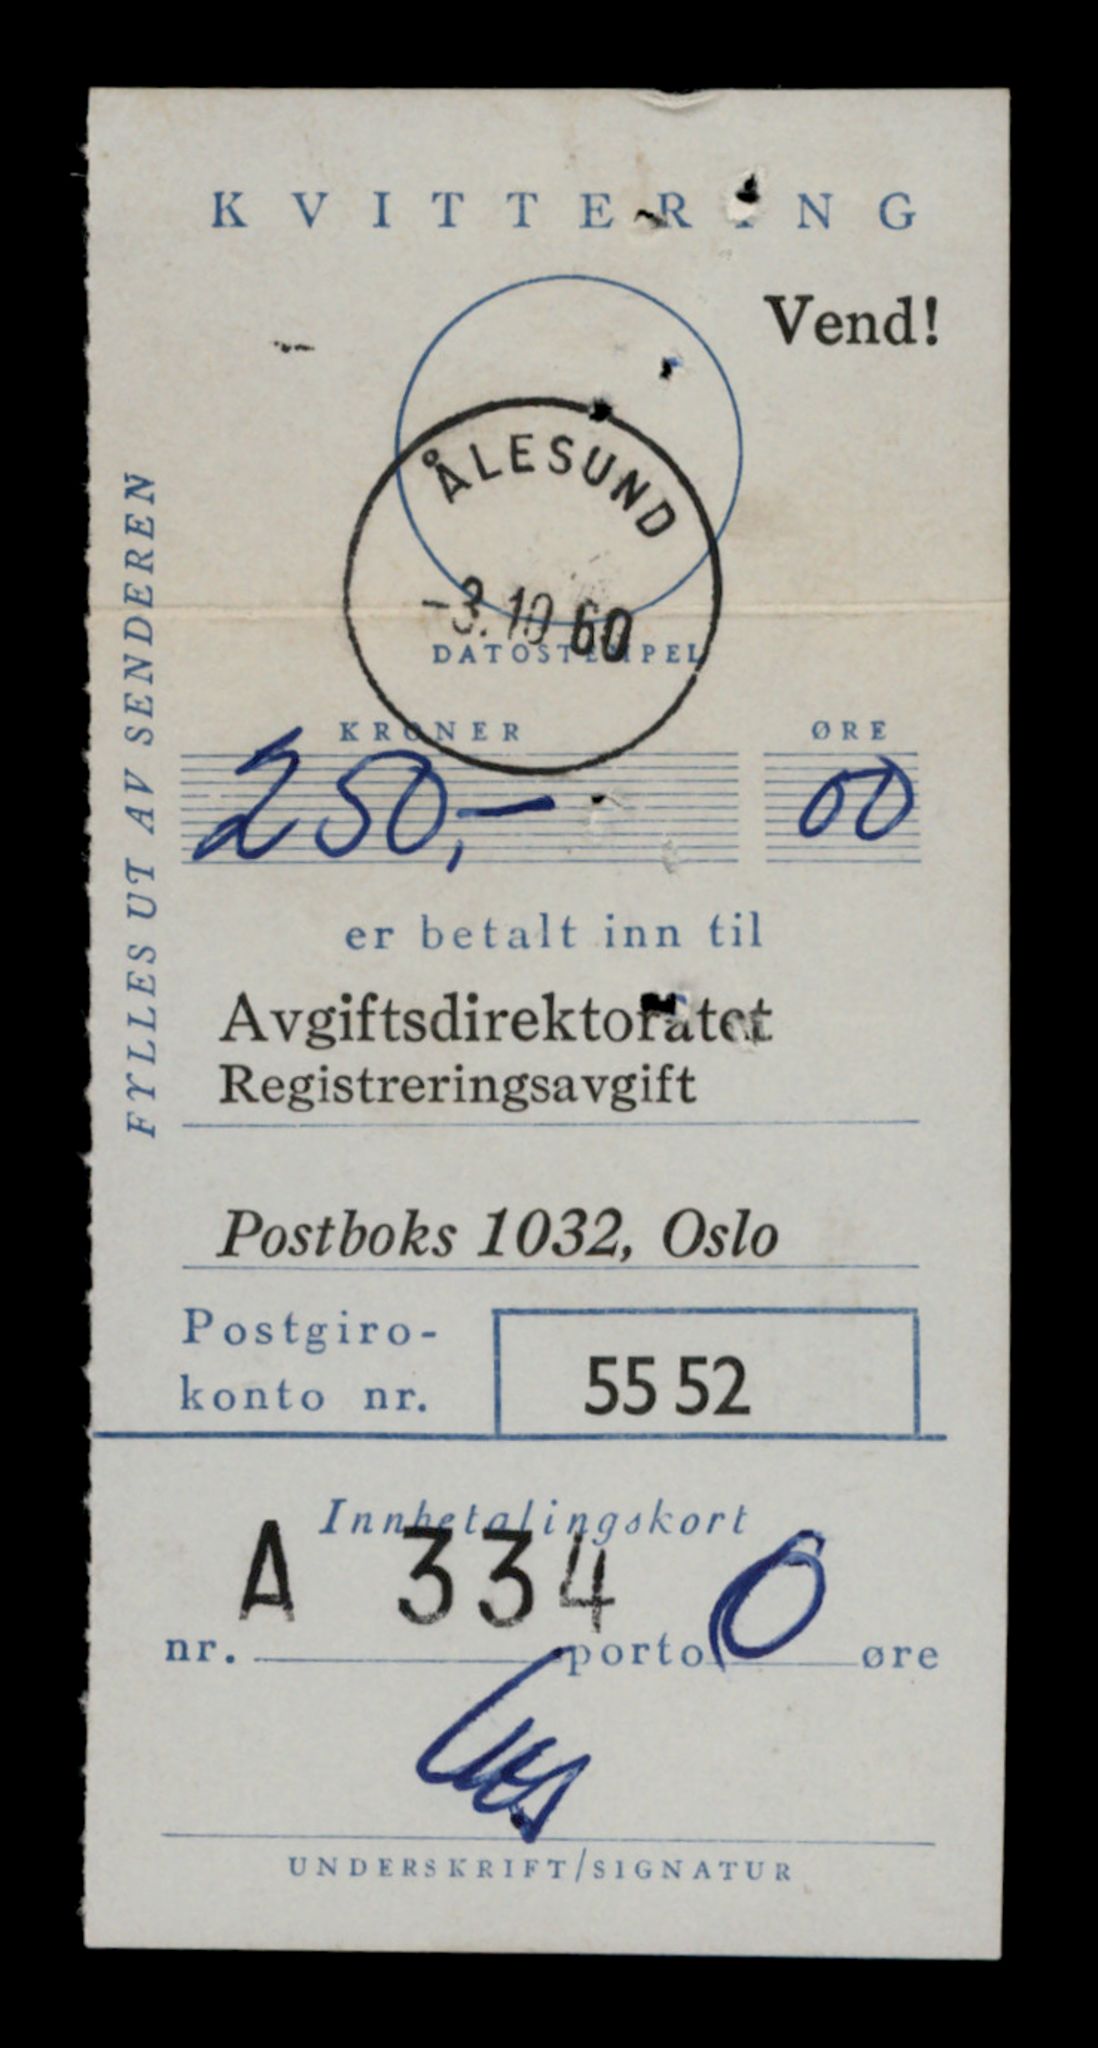 KVITTERING
Vend!
FYLLES UT AV SENDEREN
ÅLESUND
-3.10 60
DATOSTEMPEL
KRONER ØRE
250,- 00
er betalt inn til
Avgiftsdirektoratet
Registreringsavgift
Postboks 1032, Oslo
Postgiro-
konto nr. 55 52
Innbetalingskort
A 334 0
nr. porto øre
UNDERSKRIFT/SIGNATUR